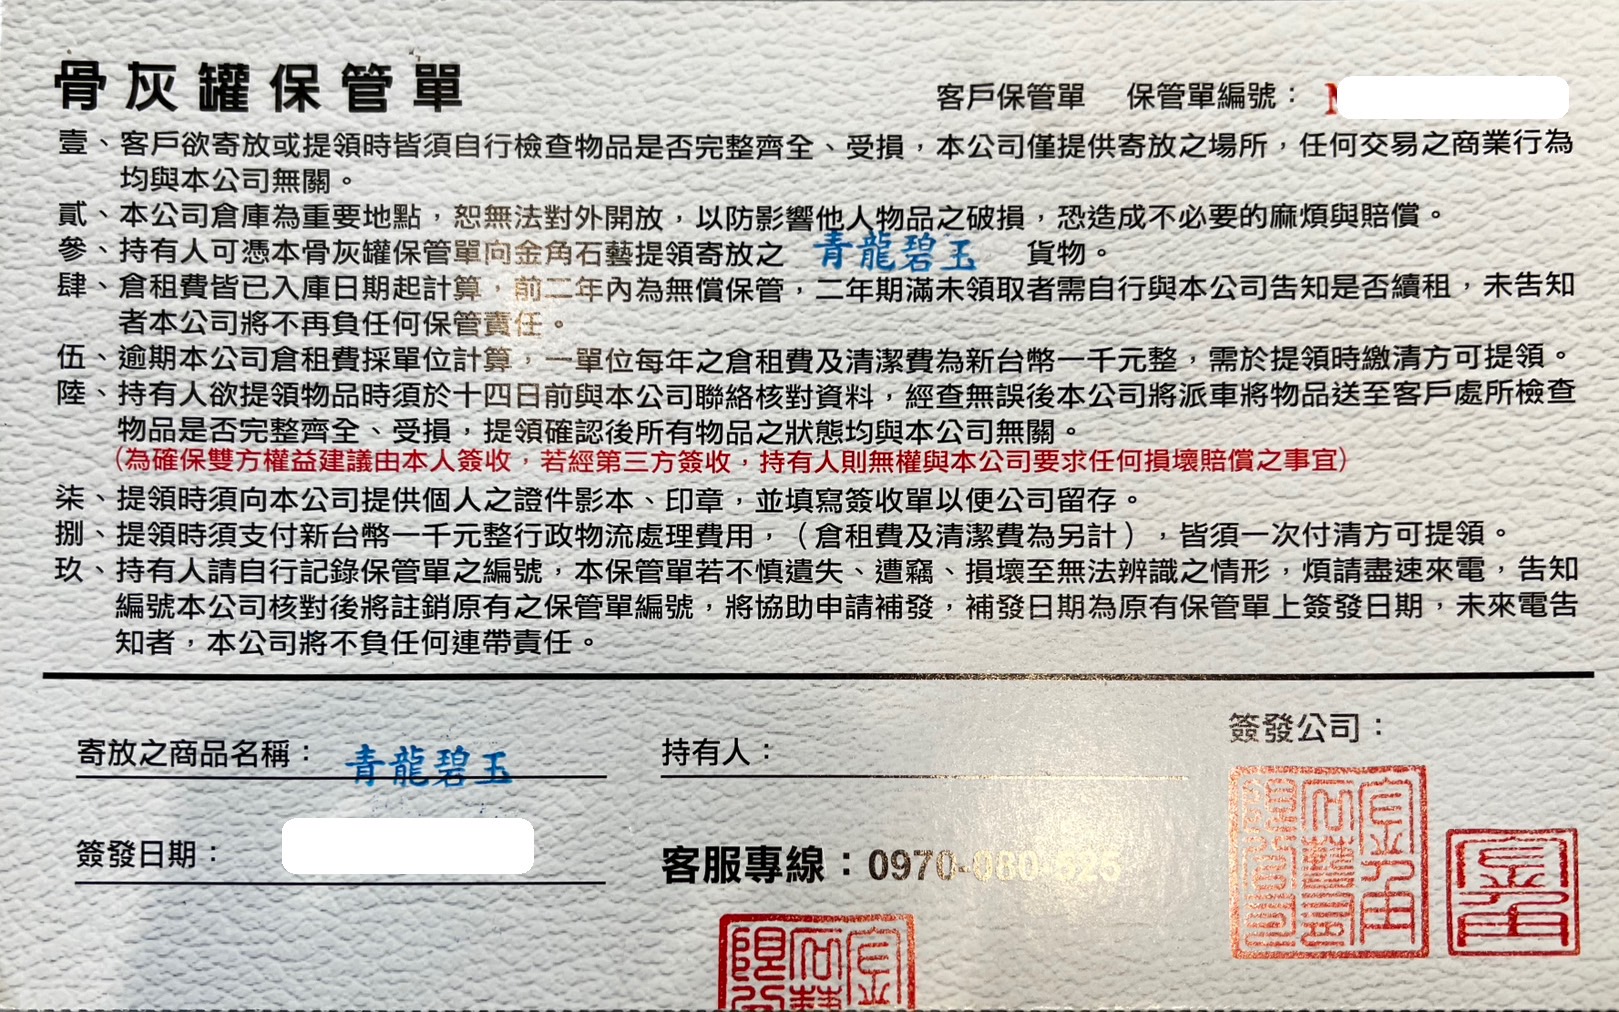 骨灰罐保管單
客戶保管單 保管單編號：
壹、客戶欲寄放或提領時皆須自行檢查物品是否完整齊全、受損，本公司僅提供寄放之場所，任何交易之商業行為
均與本公司無關。
貳、本公司倉庫為重要地點，恕無法對外開放，以防影響他人物品之破損，恐造成不必要的麻煩與賠償。
參、持有人可憑本骨灰罐保管單向金角石藝提領寄放之 青龍碧玉 貨物。
肆、倉租費皆已入庫日期起計算，前二年內為無償保管，二年期滿未領取者需自行與本公司告知是否續租，未告知
者本公司將不再負任何保管責任。
伍、逾期本公司倉租費採單位計算，一單位每年之倉租費及清潔費為新台幣一千元整，需於提領時繳清方可提領。
陸、持有人欲提領物品時須於十四日前與本公司聯絡核對資料，經查無誤後本公司將派車將物品送至客戶處所檢查
物品是否完整齊全、受損，提領確認後所有物品之狀態均與本公司無關。
（為確保雙方權益建議由本人簽收，若經第三方簽收，持有人則無權與本公司要求任何損壞賠償之事宜）
柒、提領時須向本公司提供個人之證件影本、印章，並填寫簽收單以便公司留存。
捌、提領時須支付新台幣一千元整行政物流處理費用，（倉租費及清潔費為另計），皆須一次付清方可提領。
玖、持有人請自行記錄保管單之編號，本保管單若不慎遺失、遭竊、損壞至無法辨識之情形，煩請盡速來電，告知
編號本公司核對後將註銷原有之保管單編號，將協助申請補發，補發日期為原有保管單上簽發日期，未來電告
知者，本公司將不負任何連帶責任。
簽發公司：
寄放之商品名稱：青龍碧玉 持有人：
金角石藝有限公司
金角
簽發日期：
客服專線：0970-080-525
金石藝限公